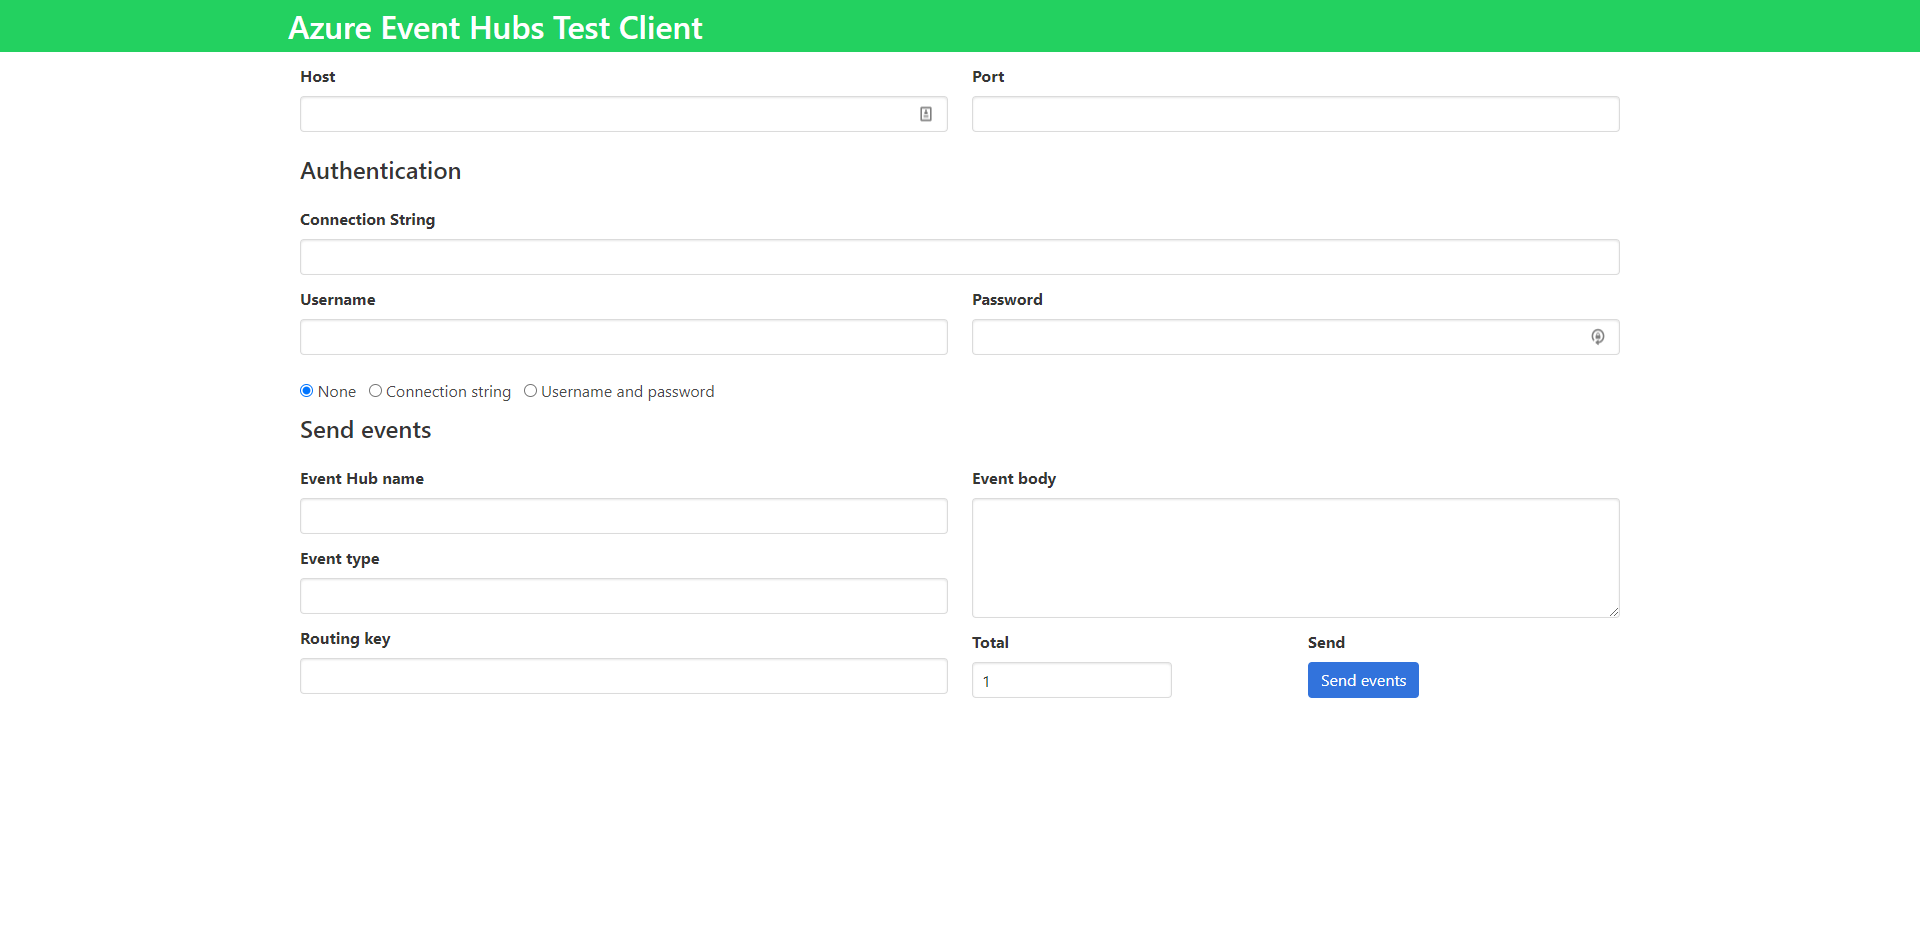 Azure Event Hubs Test Client
Host
Port
Authentication
Connection String
Username
Password
None Connection string Username and password
Send events
Event Hub name
Event body
Event type
Routing key
Total
Send
1
Send events